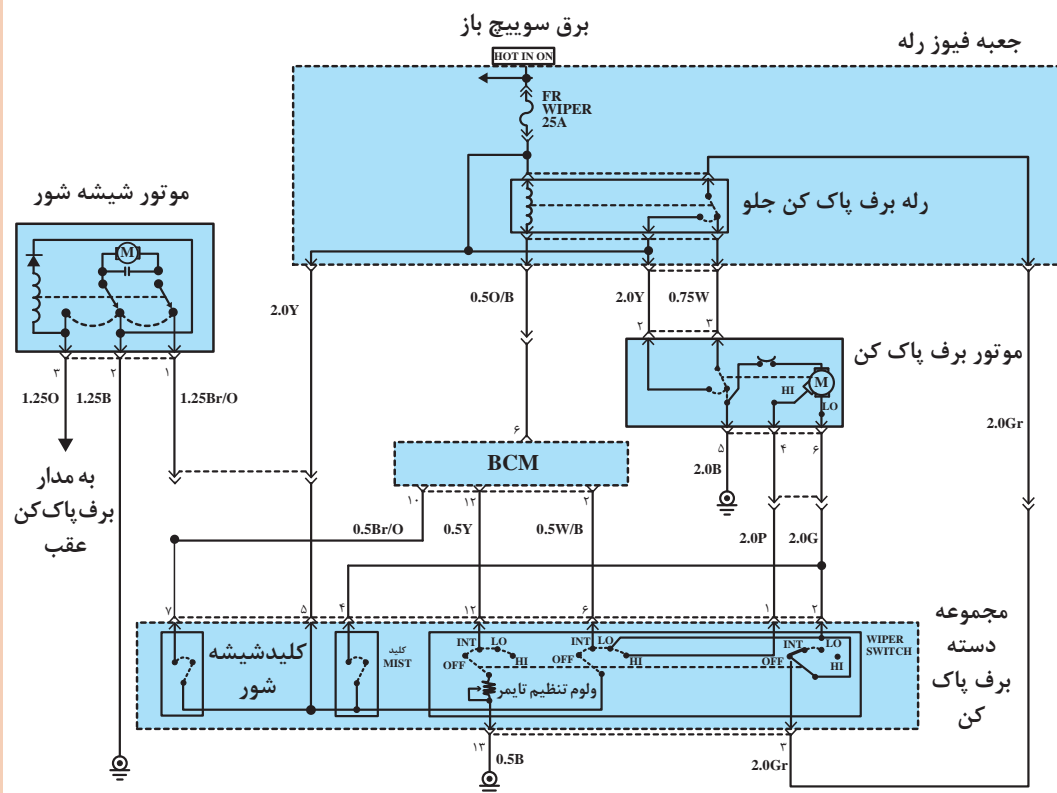 برق سوییچ باز
HOT IN ON
جعبه فیوز رله
FR
WIPER
25A
رله برف پاک کن جلو
موتور شیشه شور
M
۳
۲
۱
1.25O
1.25B
1.25Br/O
به مدار
برف پاک‌کن
عقب
2.0Y
0.5O/B
2.0Y
0.75W
2.0Gr
۲
۳
موتور برف پاک کن
HI
M
LO
۵
۴
۶
2.0B
2.0P
2.0G
۶
BCM
۱۰
۱۲
۲
0.5Br/O
0.5Y
0.5W/B
۷
۵
۴
۱۲
۶
۱
۲
مجموعه
دسته
برف پاک
کن
کلیدشیشه
شور
کلید
MIST
INT
LO
OFF
HI
INT
LO
OFF
HI
INT
LO
OFF
HI
WIPER
SWITCH
ولوم تنظیم تایمر
۱۳
0.5B
۳
2.0Gr